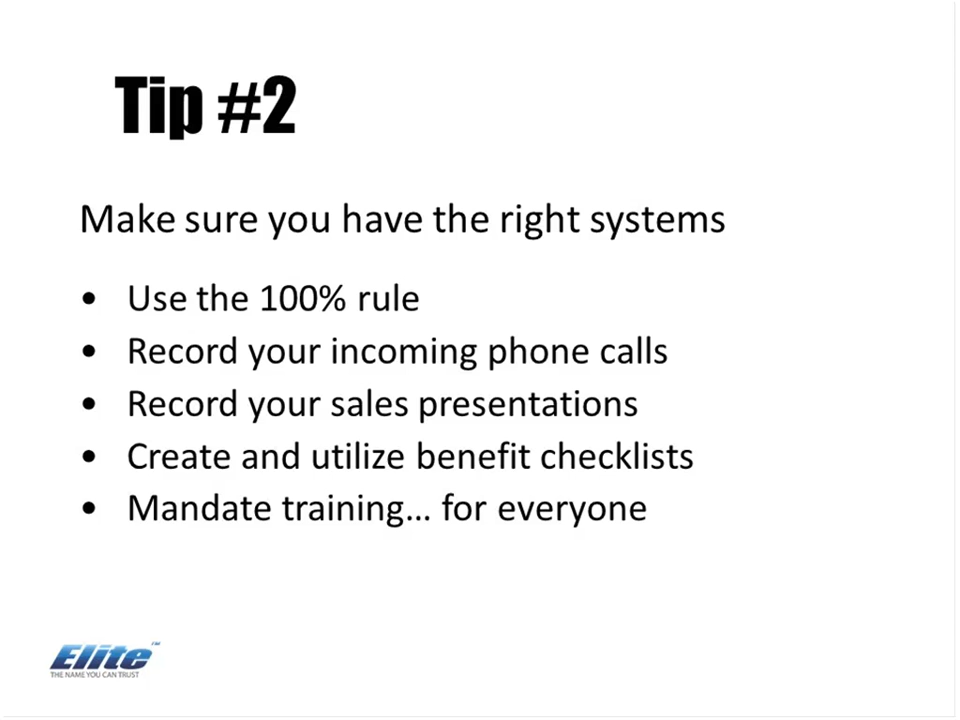 Tip #2
Make sure you have the right systems
• Use the 100% rule
• Record your incoming phone calls
• Record your sales presentations
• Create and utilize benefit checklists
• Mandate training... for everyone
Elite™
THE NAME YOU CAN TRUST